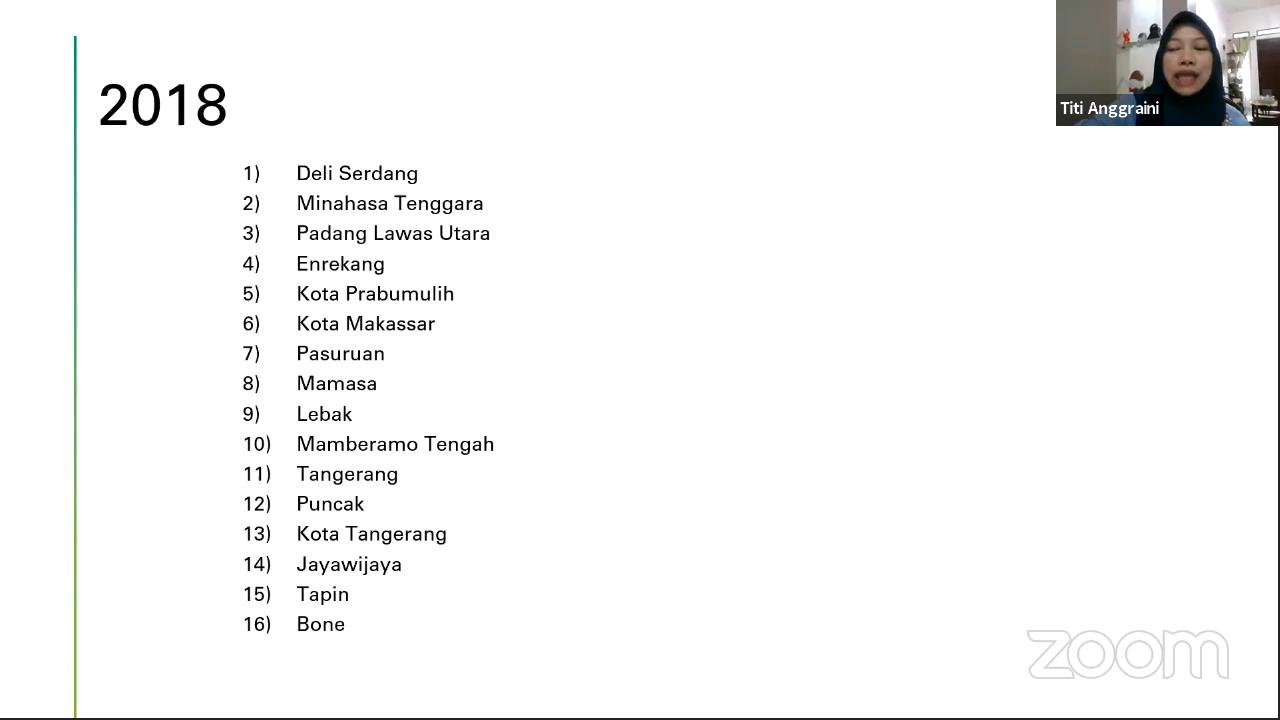 2018
Titi Anggraini
1) Deli Serdang
2) Minahasa Tenggara
3) Padang Lawas Utara
4) Enrekang
5) Kota Prabumulih
6) Kota Makassar
7) Pasuruan
8) Mamasa
9) Lebak
10) Mamberamo Tengah
11) Tangerang
12) Puncak
13) Kota Tangerang
14) Jayawijaya
15) Tapin
16) Bone
zoom